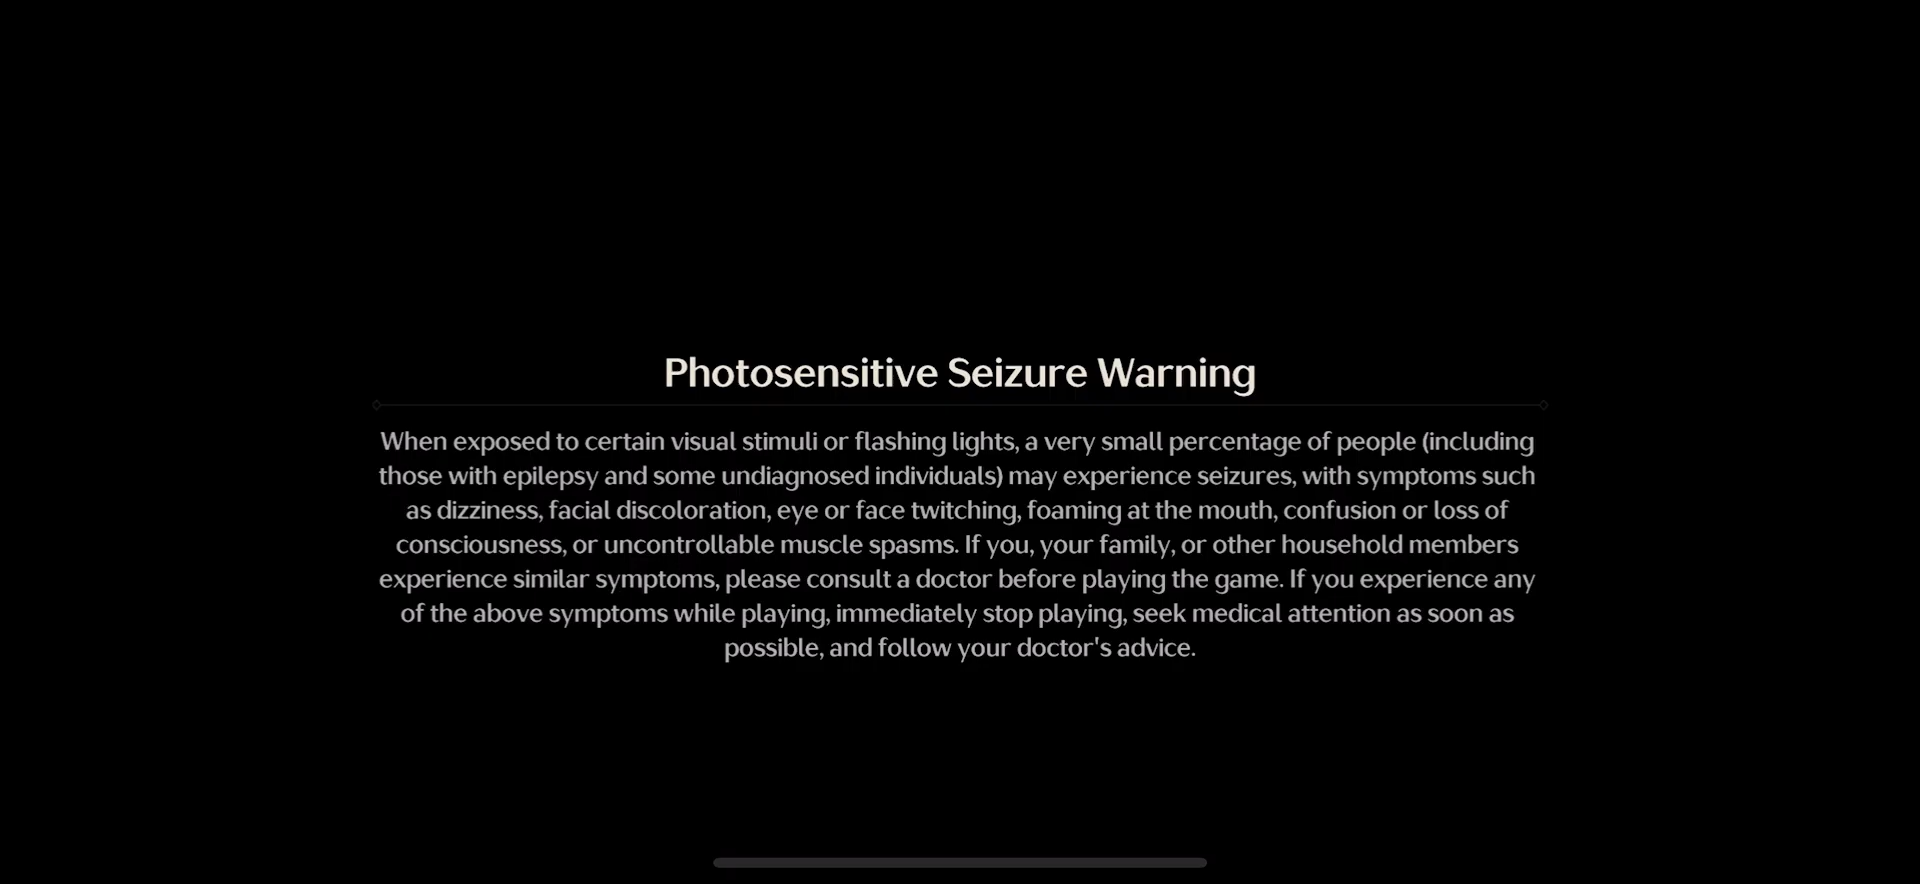 Photosensitive Seizure Warning
When exposed to certain visual stimuli or flashing lights, a very small percentage of people (including
those with epilepsy and some undiagnosed individuals) may experience seizures, with symptoms such
as dizziness, facial discoloration, eye or face twitching, foaming at the mouth, confusion or loss of
consciousness, or uncontrollable muscle spasms. If you, your family, or other household members
experience similar symptoms, please consult a doctor before playing the game. If you experience any
of the above symptoms while playing, immediately stop playing, seek medical attention as soon as
possible, and follow your doctor's advice.